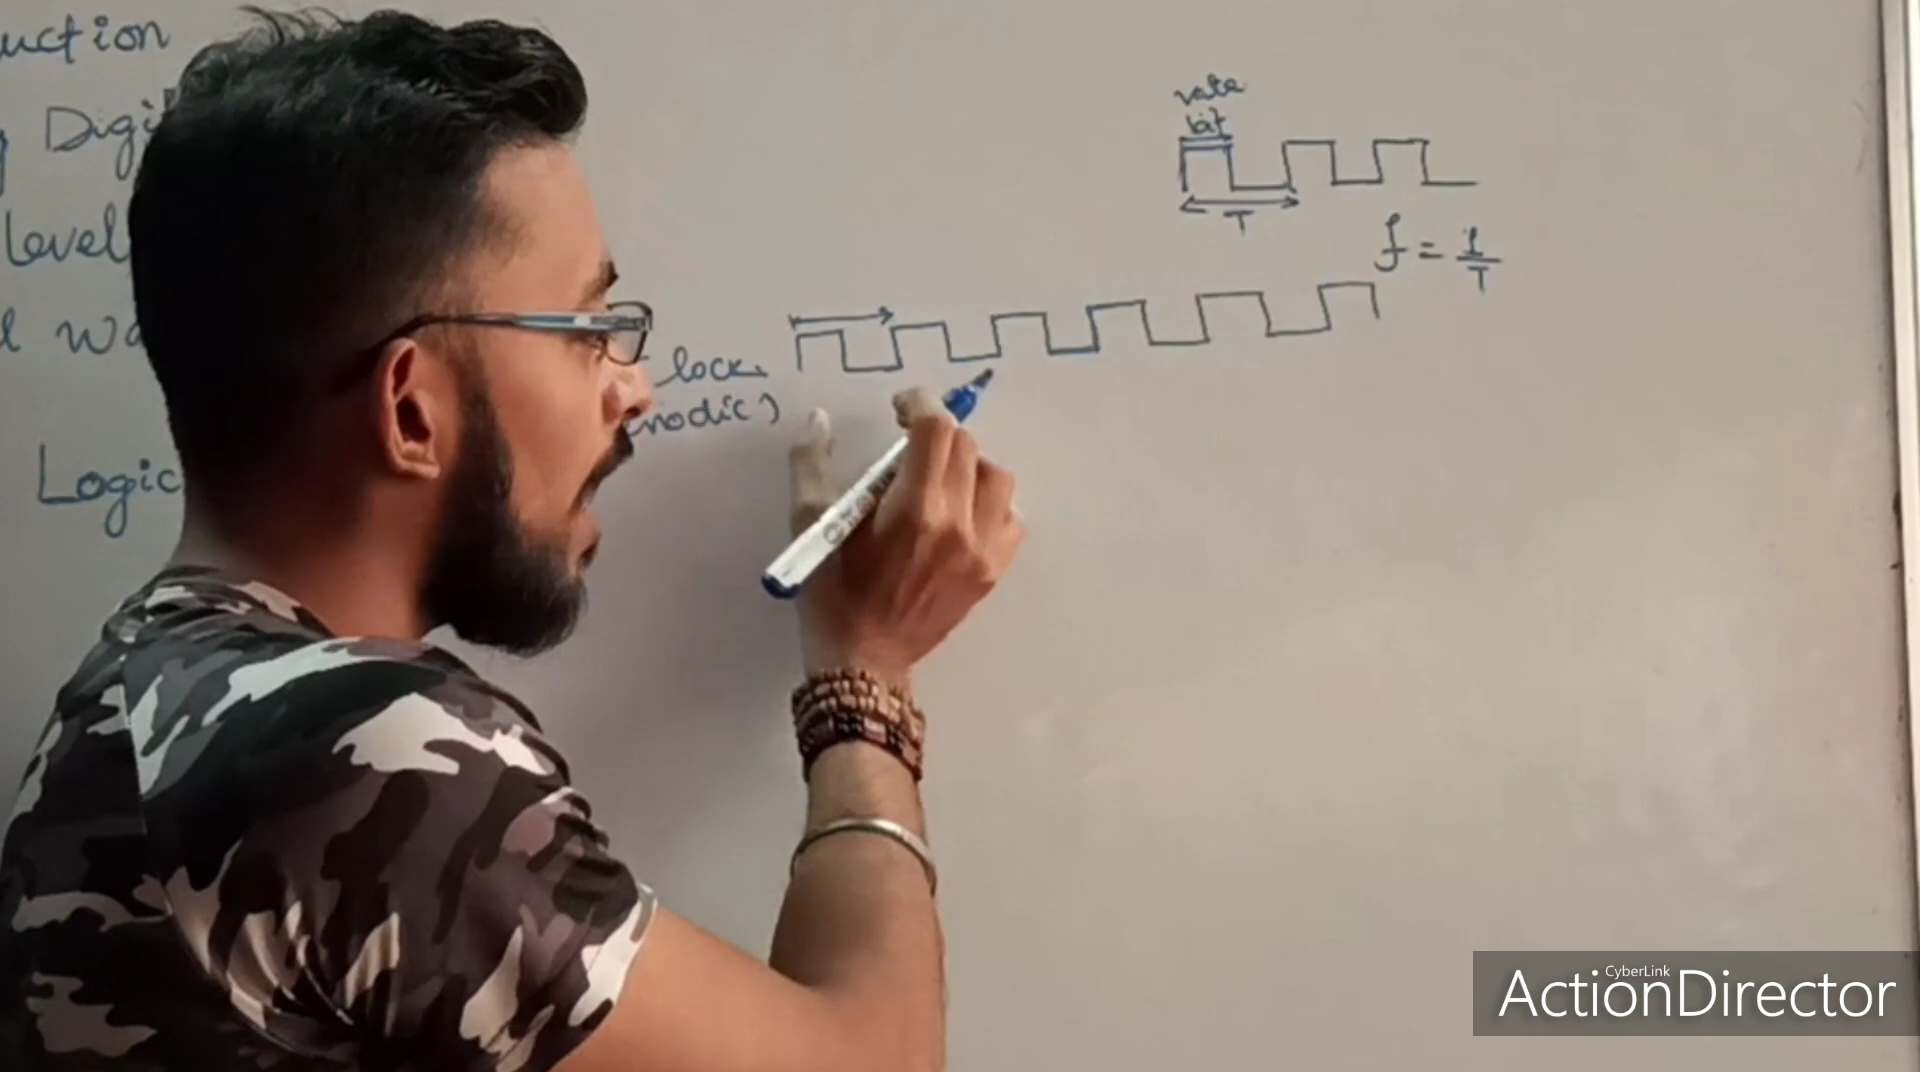 uction
Digi
level
wa
Logic
lock
riodic)
rate
bit
T
f = 1/T
CyberLink
ActionDirector